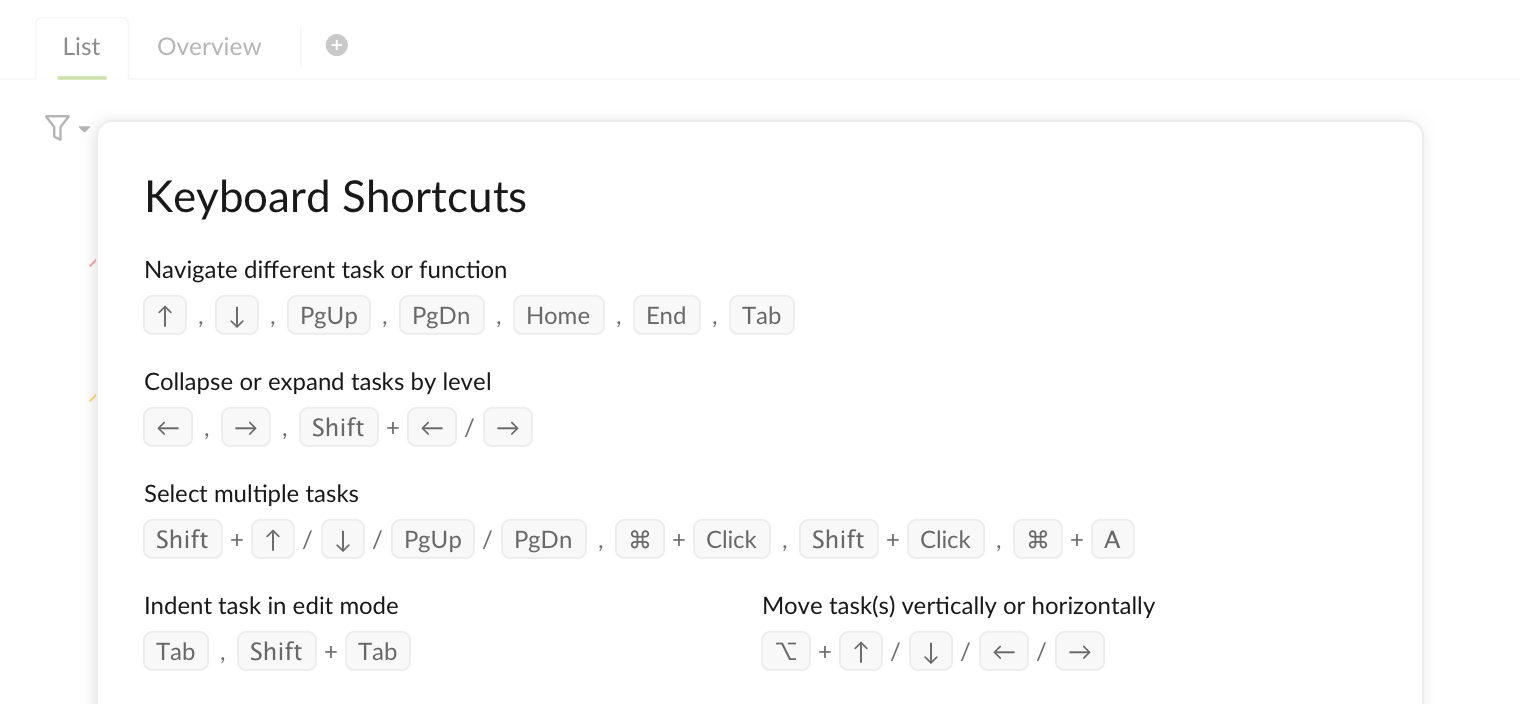 List Overview
Keyboard Shortcuts
Navigate different task or function
↑ , ↓ , PgUp , PgDn , Home , End , Tab
Collapse or expand tasks by level
← , → , Shift + ← / →
Select multiple tasks
Shift + ↑ / ↓ / PgUp / PgDn , ⌘ + Click , Shift + Click , ⌘ + A
Indent task in edit mode
Tab , Shift + Tab
Move task(s) vertically or horizontally
⌥ + ↑ / ↓ / ← / →